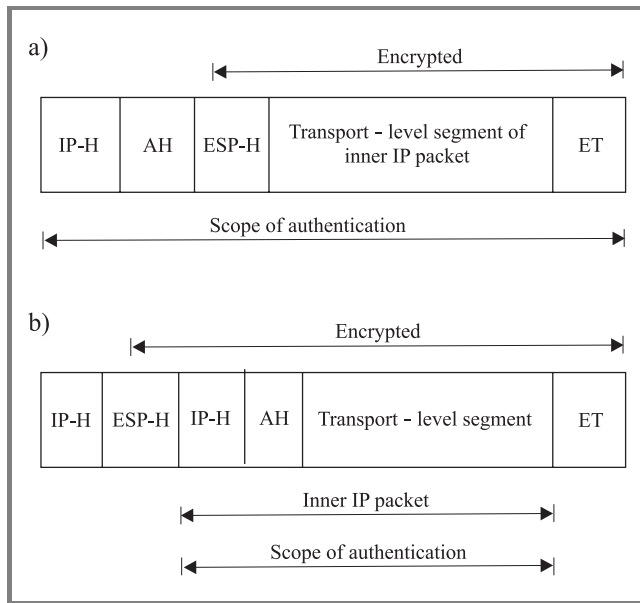 a)
Encrypted
IP-H AH ESP-H Transport – level segment of inner IP packet ET
Scope of authentication
b)
Encrypted
IP-H ESP-H IP-H AH Transport – level segment ET
Inner IP packet
Scope of authentication